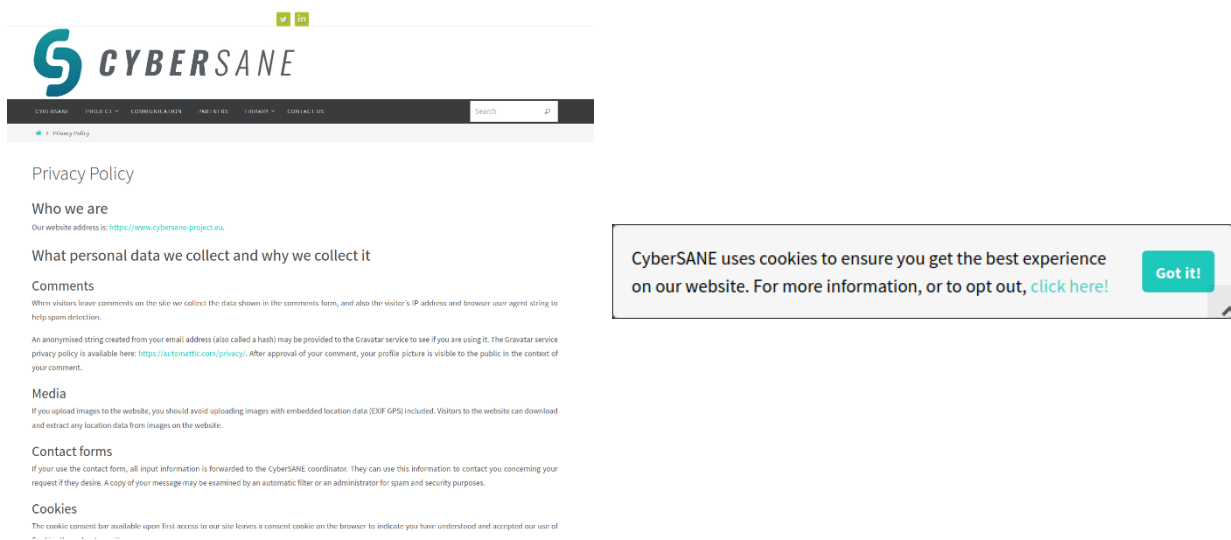 CYBERSANE
CYBERSANE PROJECT COMMUNICATION PARTNERS LIBRARY CONTACT US Search
> Privacy Policy
Privacy Policy
Who we are
Our website address is: https://www.cybersane-project.eu.
What personal data we collect and why we collect it
Comments
When visitors leave comments on the site we collect the data shown in the comments form, and also the visitor's IP address and browser user agent string to
help spam detection.
An anonymised string created from your email address (also called a hash) may be provided to the Gravatar service to see if you are using it. The Gravatar service
privacy policy is available here: https://automattic.com/privacy/. After approval of your comment, your profile picture is visible to the public in the context of
your comment.
Media
If you upload images to the website, you should avoid uploading images with embedded location data (EXIF GPS) included. Visitors to the website can download
and extract any location data from images on the website.
Contact forms
If your use the contact form, all input information is forwarded to the CyberSANE coordinator. They can use this information to contact you concerning your
request if they desire. A copy of your message may be examined by an automatic filter or an administrator for spam and security purposes.
Cookies
The cookie consent bar available upon first access to our site leaves a consent cookie on the browser to indicate you have understood and accepted our use of
CyberSANE uses cookies to ensure you get the best experience
on our website. For more information, or to opt out, click here!
Got it!